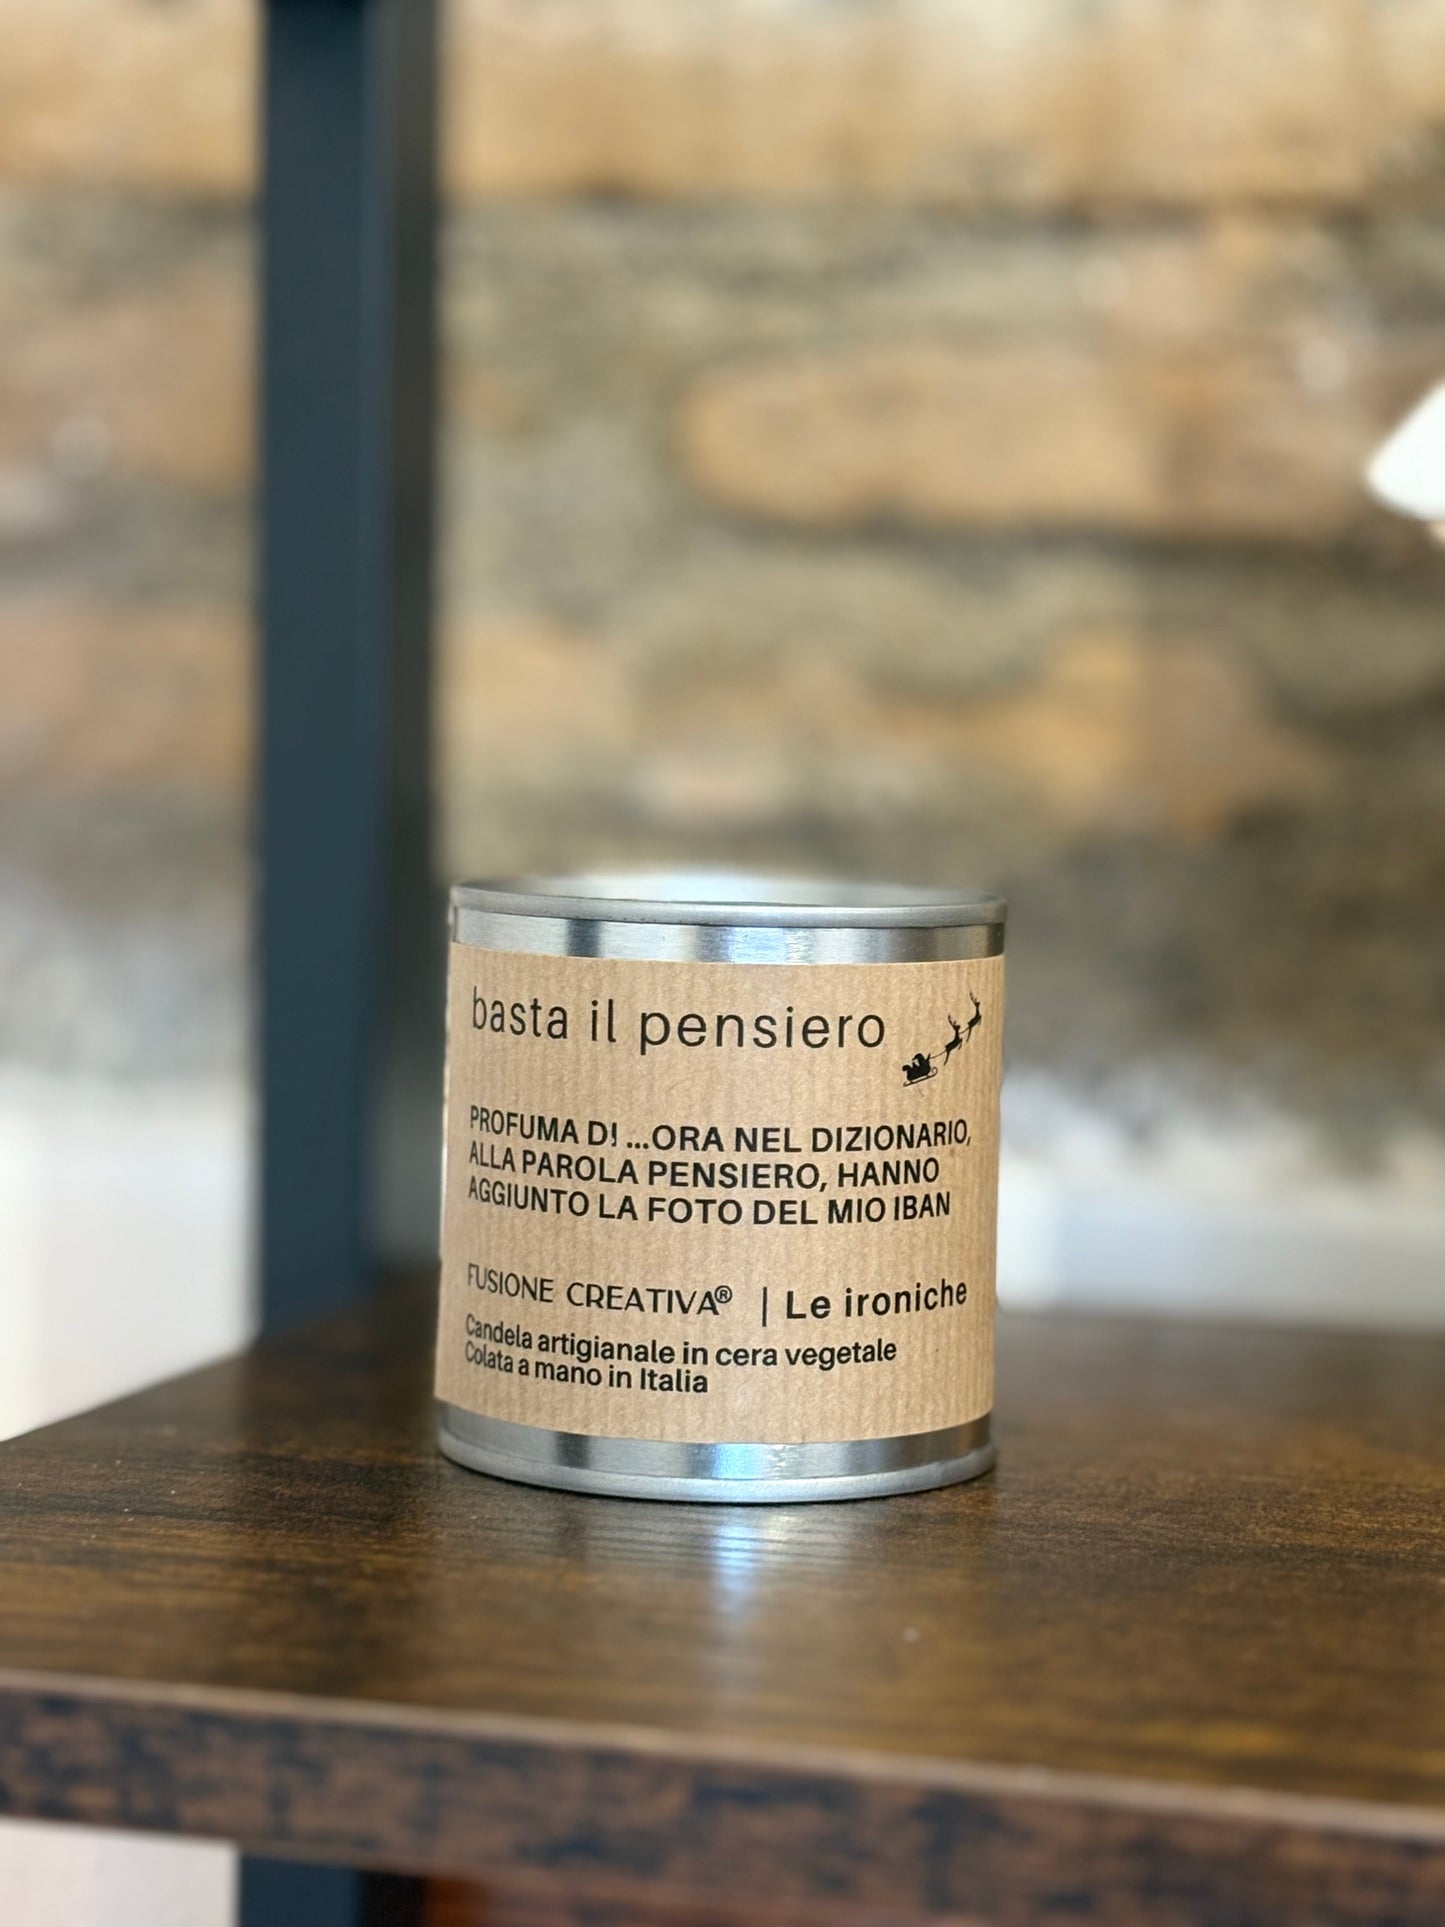 basta il pensiero
PROFUMA DI ...ORA NEL DIZIONARIO,
ALLA PAROLA PENSIERO, HANNO
AGGIUNTO LA FOTO DEL MIO IBAN
FUSIONE CREATIVA® | Le ironiche
Candela artigianale in cera vegetale
Colata a mano in Italia